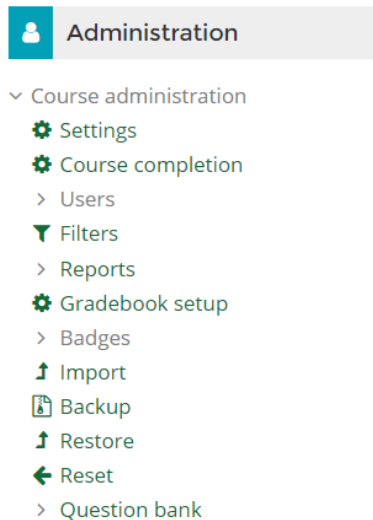 Administration
Course administration
Settings
Course completion
Users
Filters
Reports
Gradebook setup
Badges
Import
Backup
Restore
Reset
Question bank